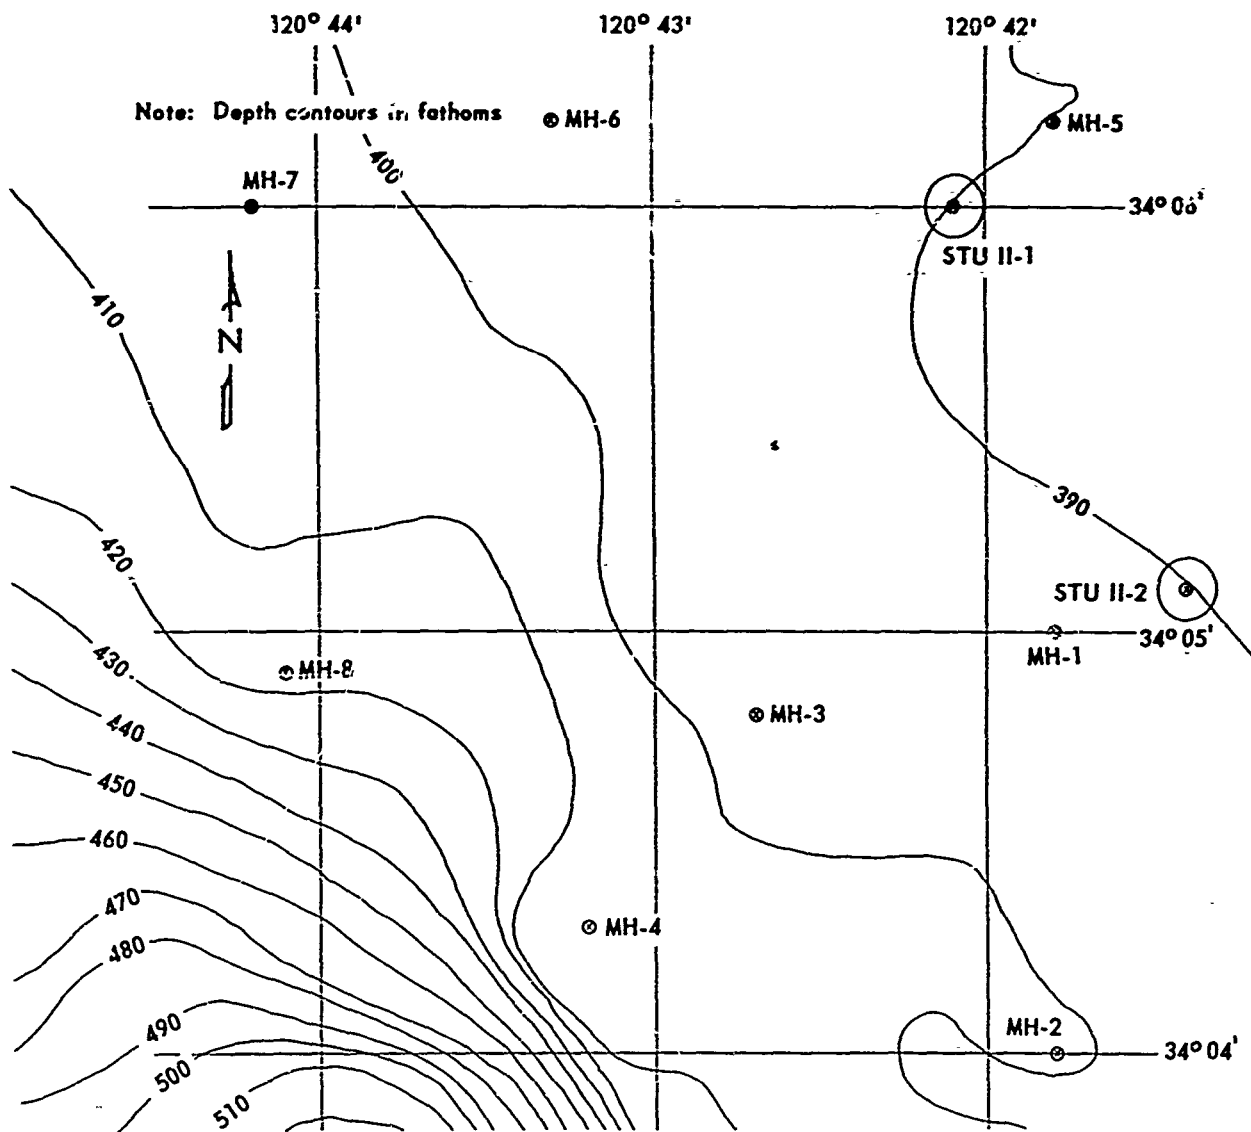 120° 44' 120° 43' 120° 42'
Note: Depth contours in fathoms
MH-6
MH-5
400
MH-7
34° 06'
STU II-1
410
N
390
420
STU II-2
34° 05'
MH-1
430
MH-8
MH-3
440
450
460
470
MH-4
480
490
MH-2
34° 04'
500
510